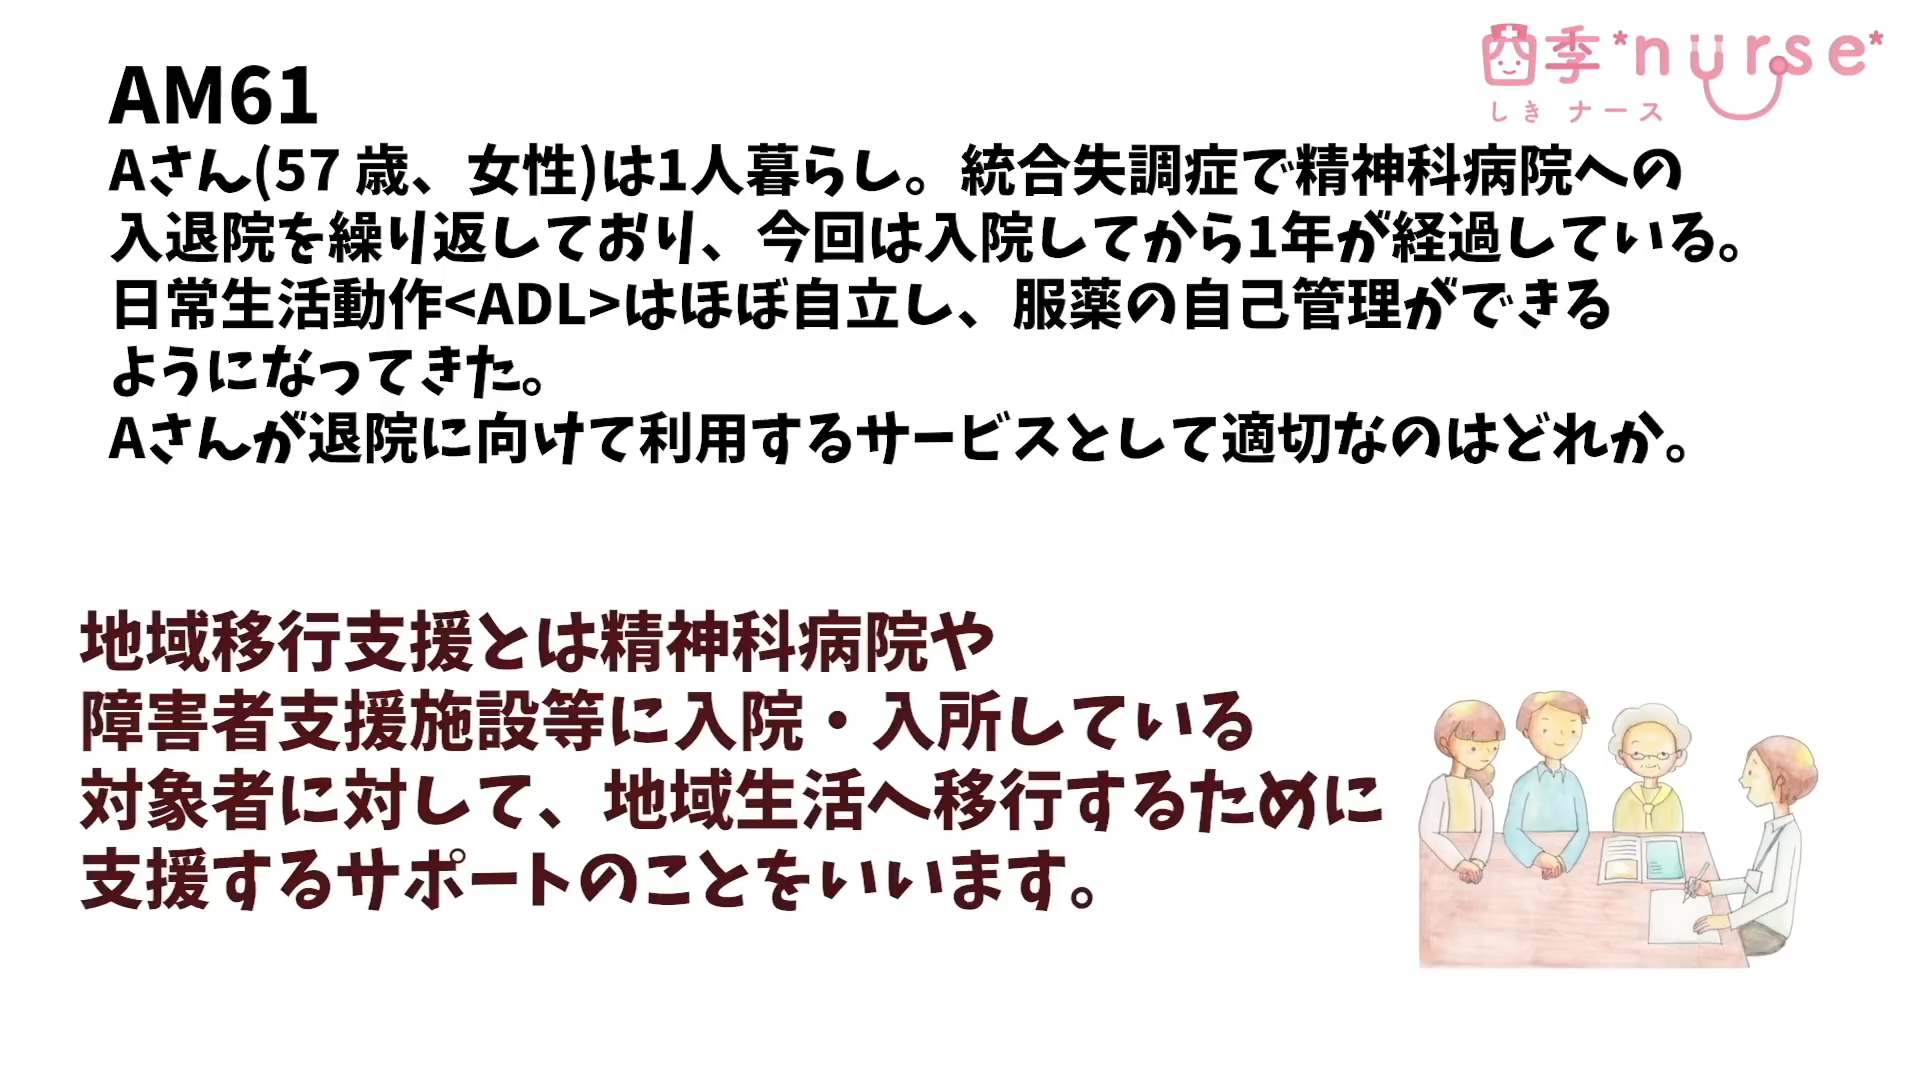 四季*nurse*
しき ナース
AM61
Aさん(57 歳、女性)は1人暮らし。統合失調症で精神科病院への
入退院を繰り返しており、今回は入院してから1年が経過している。
日常生活動作<ADL>はほぼ自立し、服薬の自己管理ができる
ようになってきた。
Aさんが退院に向けて利用するサービスとして適切なのはどれか。
地域移行支援とは精神科病院や
障害者支援施設等に入院・入所している
対象者に対して、地域生活へ移行するために
支援するサポートのことをいいます。